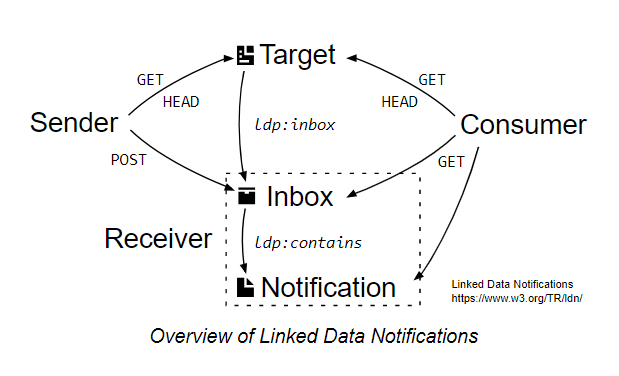 Target
GET
GET
HEAD
HEAD
Sender
ldp:inbox
Consumer
POST
GET
Inbox
Receiver
ldp:contains
Notification
Linked Data Notifications
https://www.w3.org/TR/ldn/
Overview of Linked Data Notifications